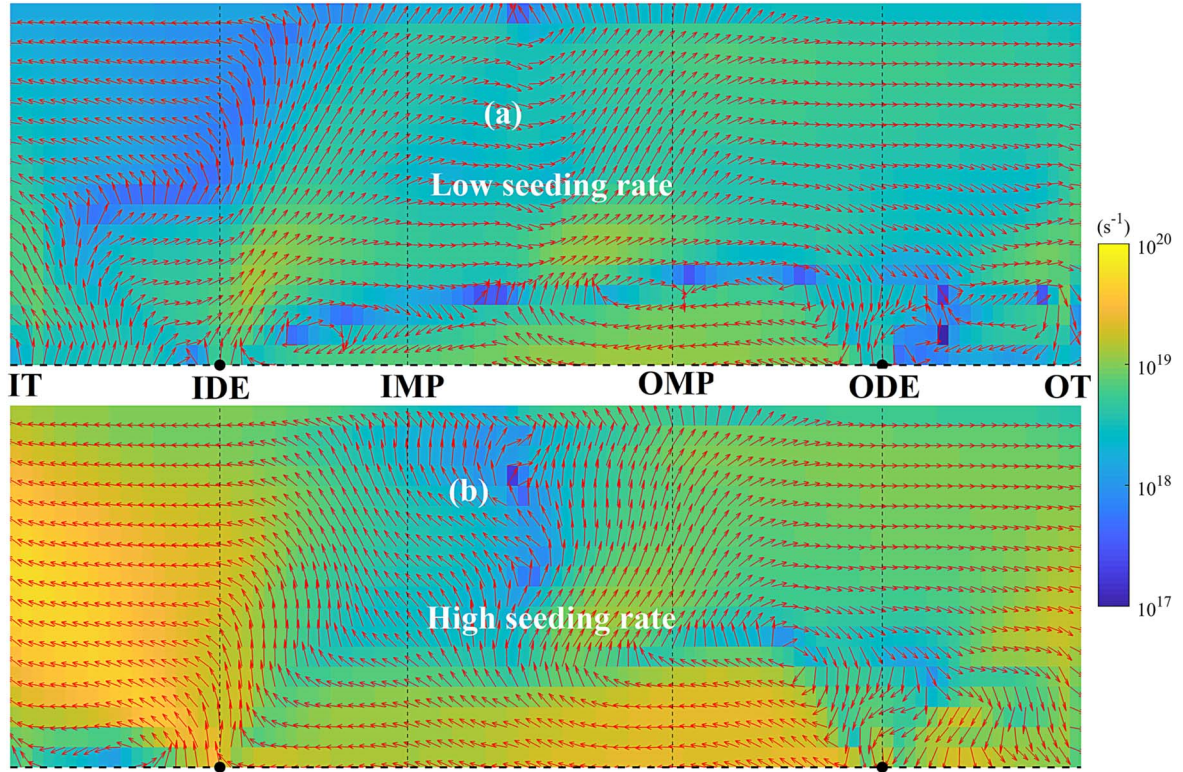 (a)
Low seeding rate
(s⁻¹)
10²⁰
10¹⁹
10¹⁸
10¹⁷
IT IDE IMP OMP ODE OT
(b)
High seeding rate